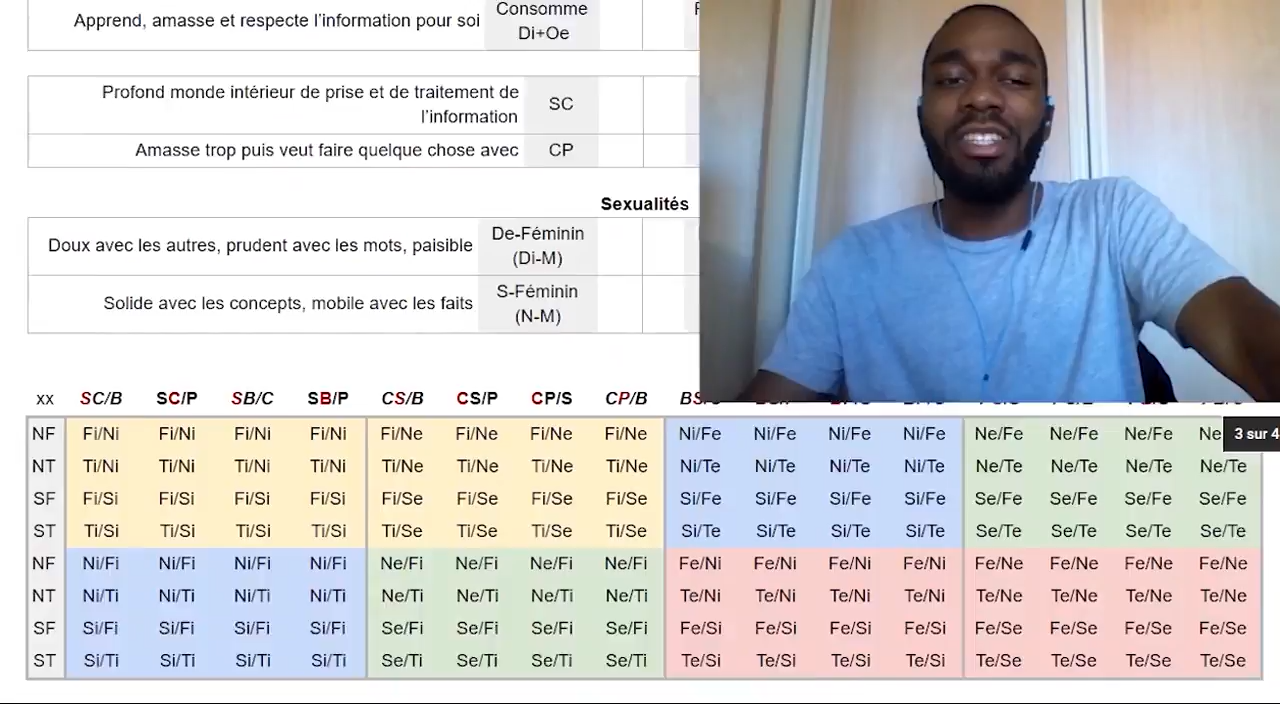 Consomme
Apprend, amasse et respecte l'information pour soi
Di+Oe
Profond monde intérieur de prise et de traitement de
l'information
SC
Amasse trop puis veut faire quelque chose avec CP
Sexualités
Doux avec les autres, prudent avec les mots, paisible
De-Féminin
(Di-M)
Solide avec les concepts, mobile avec les faits
S-Féminin
(N-M)
xx SC/B SC/P SB/C SB/P CS/B CS/P CP/S CP/B
NF Fi/Ni Fi/Ni Fi/Ni Fi/Ni Fi/Ne Fi/Ne Fi/Ne Fi/Ne Ni/Fe Ni/Fe Ni/Fe Ni/Fe Ne/Fe Ne/Fe Ne/Fe Ne 3 sur 4
NT Ti/Ni Ti/Ni Ti/Ni Ti/Ni Ti/Ne Ti/Ne Ti/Ne Ti/Ne Ni/Te Ni/Te Ni/Te Ni/Te Ne/Te Ne/Te Ne/Te Ne/Te
SF Fi/Si Fi/Si Fi/Si Fi/Si Fi/Se Fi/Se Fi/Se Fi/Se Si/Fe Si/Fe Si/Fe Si/Fe Se/Fe Se/Fe Se/Fe Se/Fe
ST Ti/Si Ti/Si Ti/Si Ti/Si Ti/Se Ti/Se Ti/Se Ti/Se Si/Te Si/Te Si/Te Si/Te Se/Te Se/Te Se/Te Se/Te
NF Ni/Fi Ni/Fi Ni/Fi Ni/Fi Ne/Fi Ne/Fi Ne/Fi Ne/Fi Fe/Ni Fe/Ni Fe/Ni Fe/Ni Fe/Ne Fe/Ne Fe/Ne Fe/Ne
NT Ni/Ti Ni/Ti Ni/Ti Ni/Ti Ne/Ti Ne/Ti Ne/Ti Ne/Ti Te/Ni Te/Ni Te/Ni Te/Ni Te/Ne Te/Ne Te/Ne Te/Ne
SF Si/Fi Si/Fi Si/Fi Si/Fi Se/Fi Se/Fi Se/Fi Se/Fi Fe/Si Fe/Si Fe/Si Fe/Si Fe/Se Fe/Se Fe/Se Fe/Se
ST Si/Ti Si/Ti Si/Ti Si/Ti Se/Ti Se/Ti Se/Ti Se/Ti Te/Si Te/Si Te/Si Te/Si Te/Se Te/Se Te/Se Te/Se